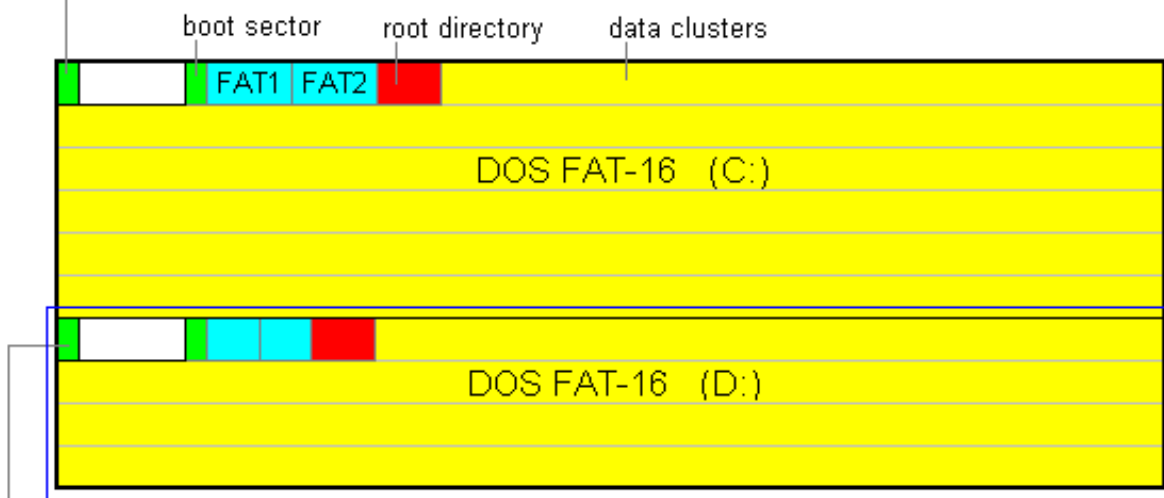 boot sector root directory data clusters
FAT1 FAT2
DOS FAT-16 (C:)
DOS FAT-16 (D:)